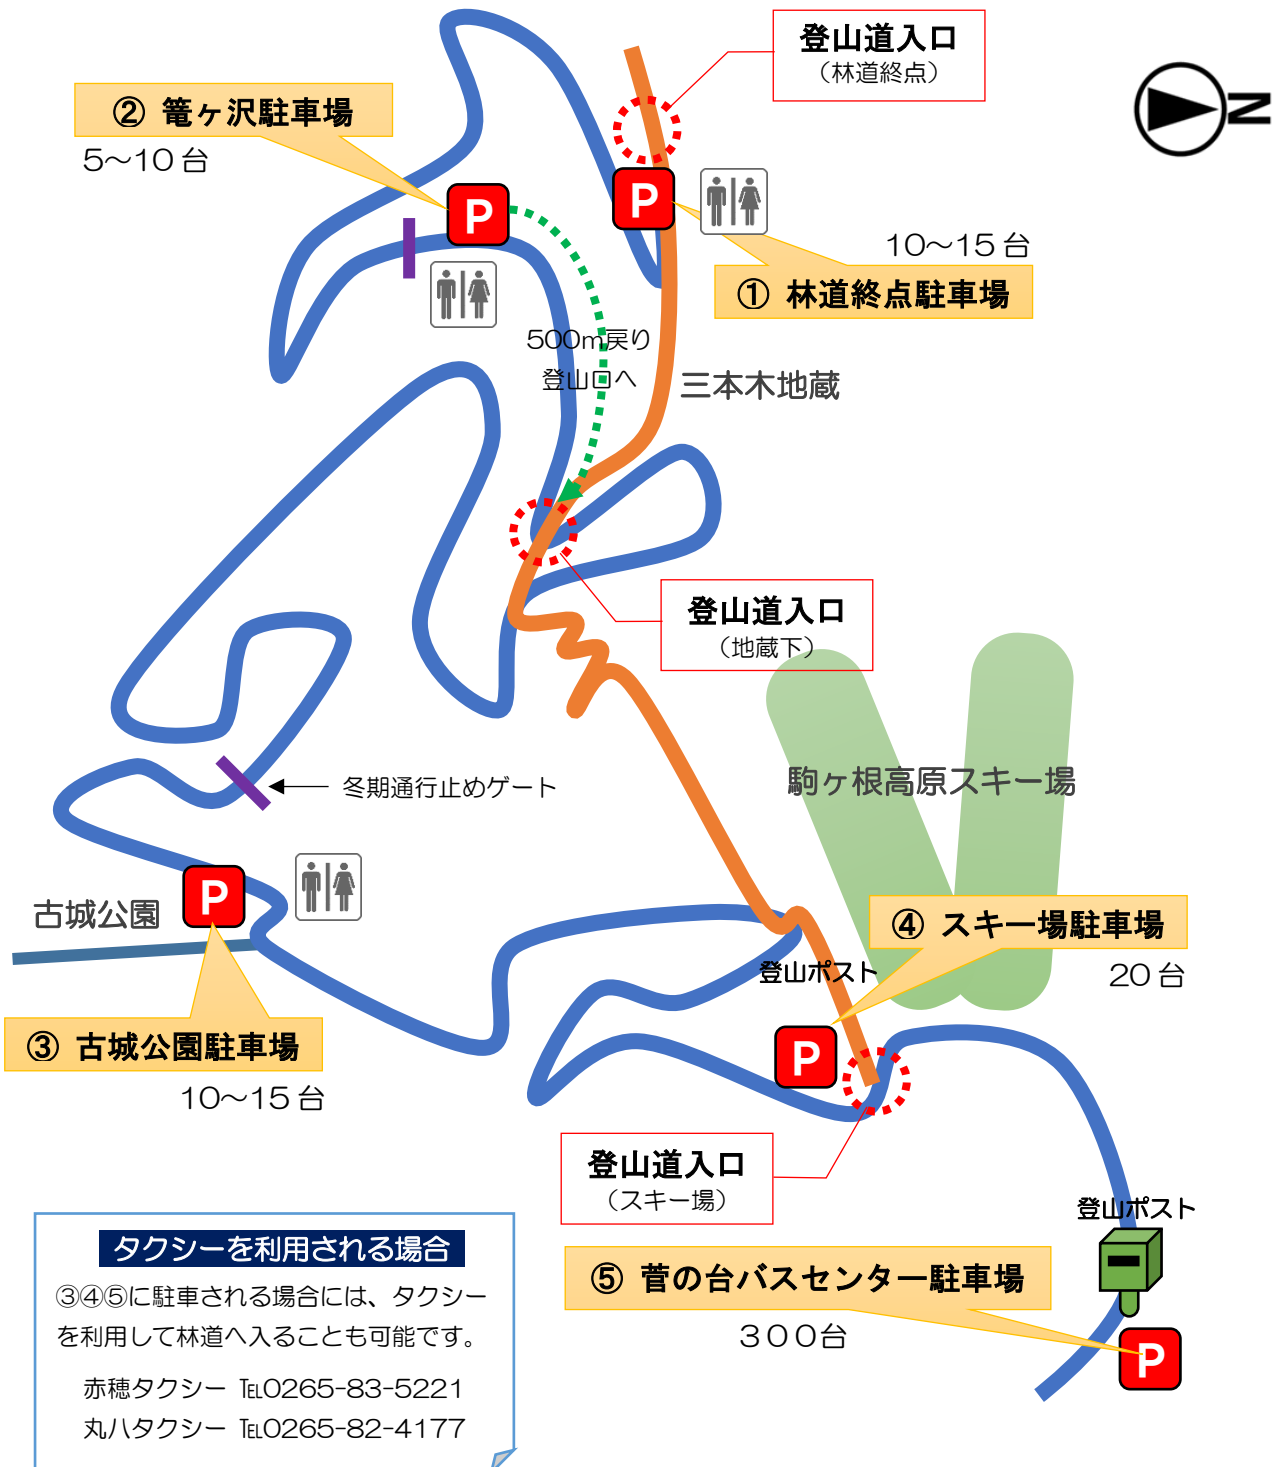 登山道入口
（林道終点）
N
② 篭ヶ沢駐車場
5～10台
P
P
10～15台
① 林道終点駐車場
500m戻り
登山口へ
三本木地蔵
登山道入口
（地蔵下）
駒ヶ根高原スキー場
冬期通行止めゲート
P
古城公園
④ スキー場駐車場
登山ポスト
20台
③ 古城公園駐車場
P
10～15台
登山道入口
（スキー場）
登山ポスト
⑤ 菅の台バスセンター駐車場
300台
P
タクシーを利用される場合
③④⑤に駐車される場合には、タクシー
を利用して林道へ入ることも可能です。
赤穂タクシー ℡0265-83-5221
丸八タクシー ℡0265-82-4177